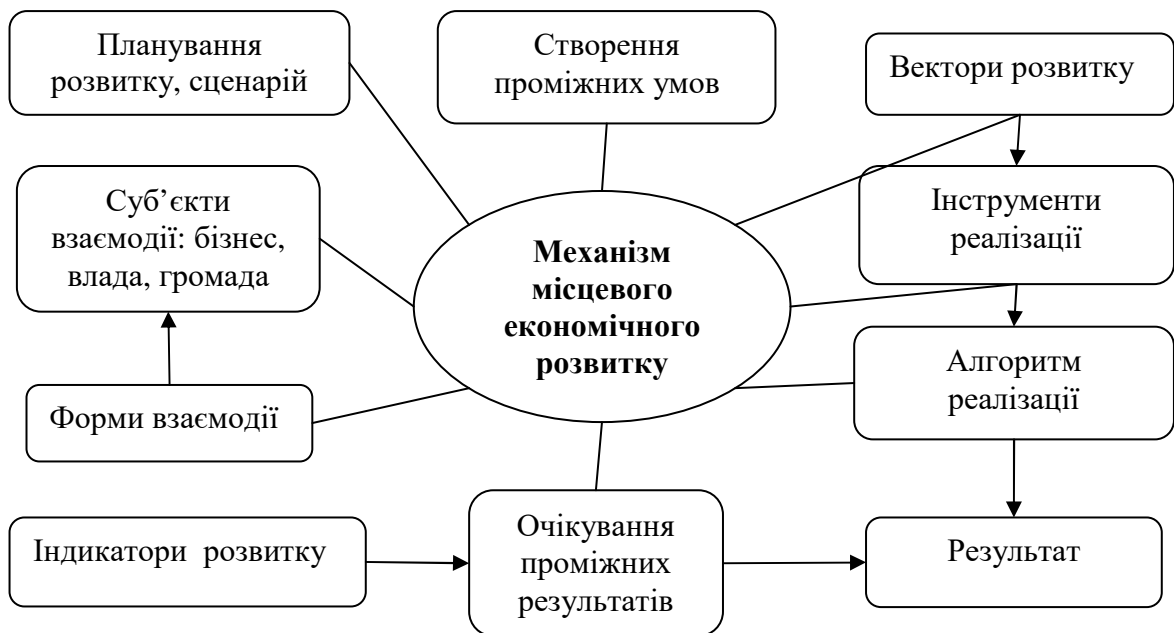 Планування
розвитку, сценарій
Створення
проміжних умов
Вектори розвитку
Суб’єкти
взаємодії: бізнес,
влада, громада
Інструменти
реалізації
Механізм
місцевого
економічного
розвитку
Алгоритм
реалізації
Форми взаємодії
Індикатори розвитку
Очікування
проміжних
результатів
Результат